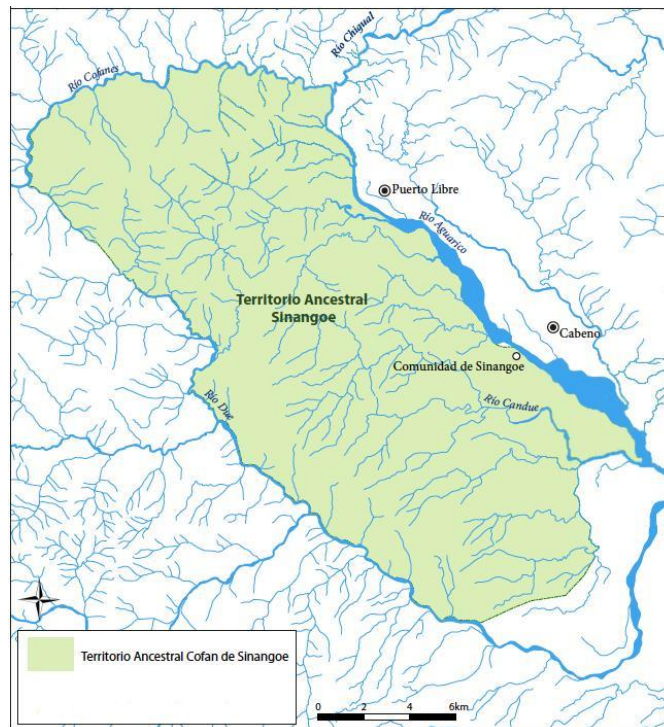 Río Chigual
Río Cofanes
Puerto Libre
Río Aguarico
Territorio Ancestral
Sinangoe
Cabeno
Comunidad de Sinangoe
Río Due
Río Candue
Territorio Ancestral Cofan de Sinangoe
0 2 4 6km.